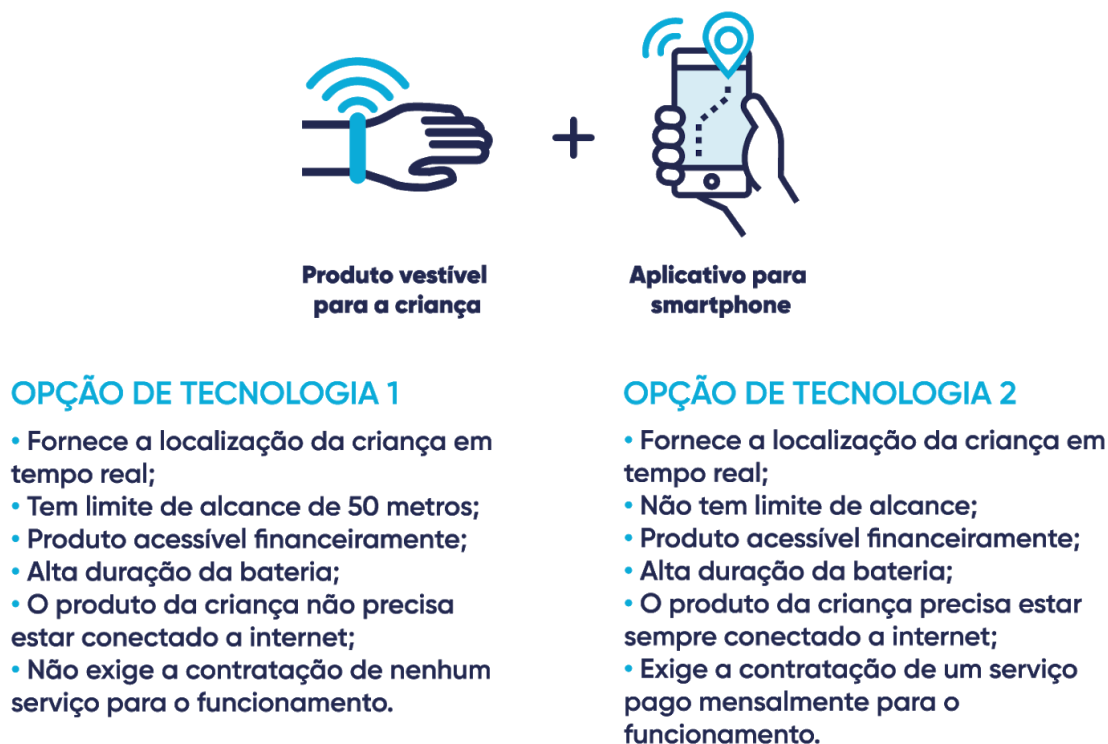 Produto vestível
para a criança
Aplicativo para
smartphone
OPÇÃO DE TECNOLOGIA 1
• Fornece a localização da criança em
tempo real;
• Tem limite de alcance de 50 metros;
• Produto acessível financeiramente;
• Alta duração da bateria;
• O produto da criança não precisa
estar conectado a internet;
• Não exige a contratação de nenhum
serviço para o funcionamento.
OPÇÃO DE TECNOLOGIA 2
• Fornece a localização da criança em
tempo real;
• Não tem limite de alcance;
• Produto acessível financeiramente;
• Alta duração da bateria;
• O produto da criança precisa estar
sempre conectado a internet;
• Exige a contratação de um serviço
pago mensalmente para o
funcionamento.